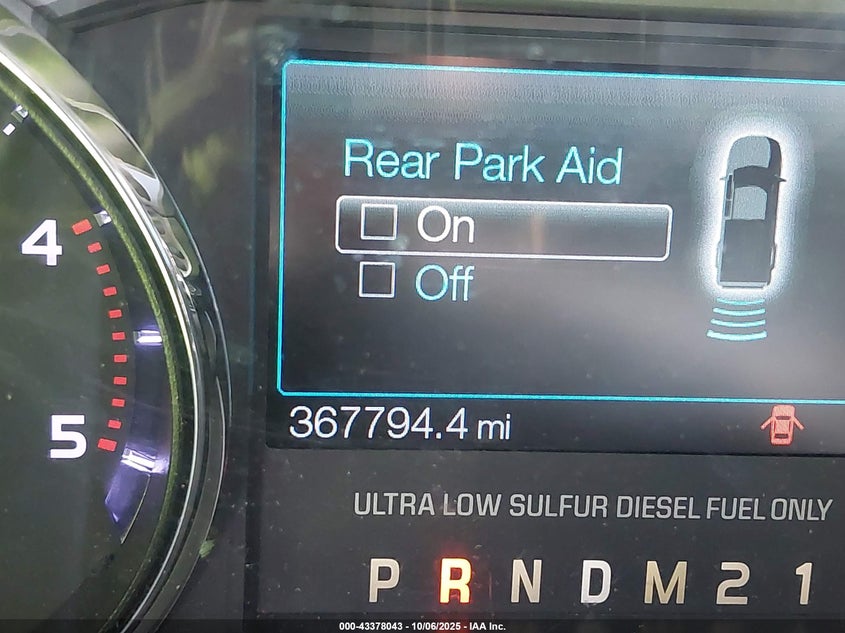 4
5
Rear Park Aid
On
Off
367794.4 mi
ULTRA LOW SULFUR DIESEL FUEL ONLY
P R N D M 2 1
000-43378043 - 10/06/2025 - IAA Inc.